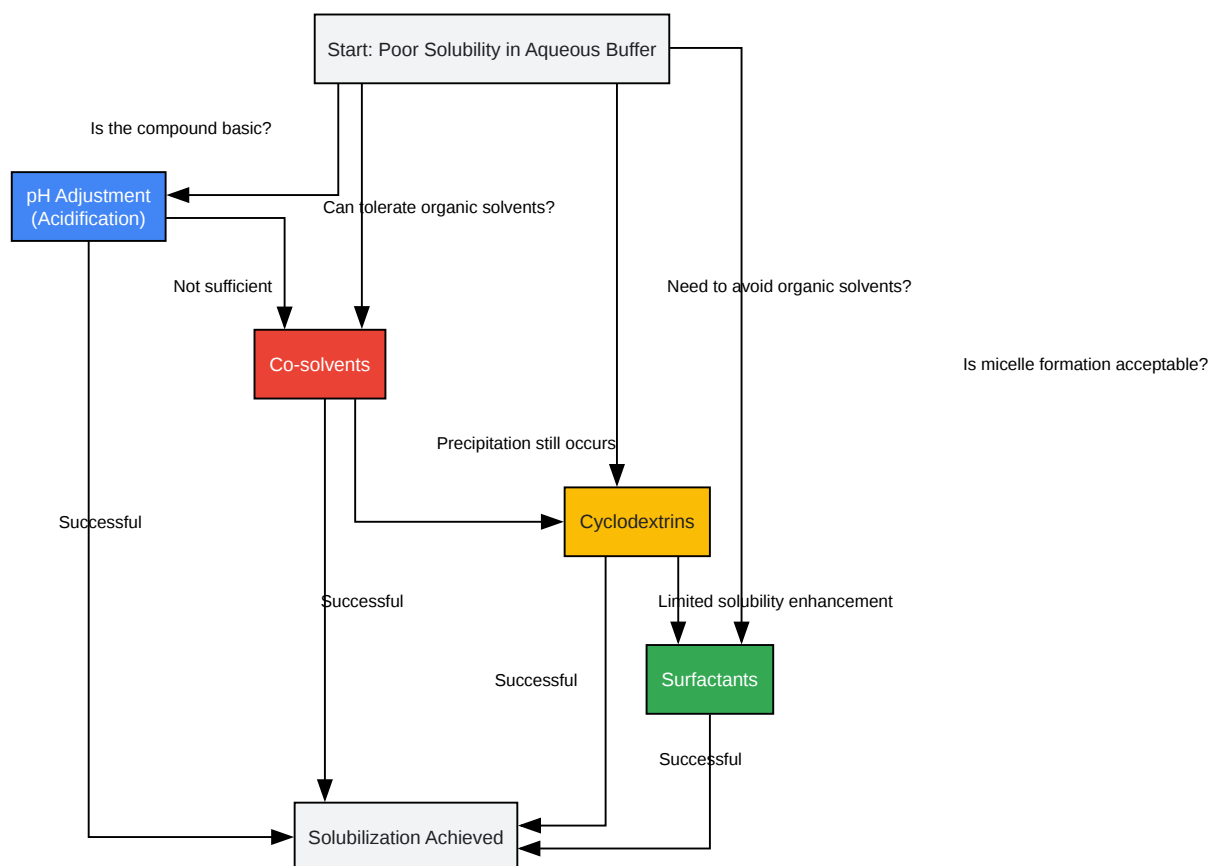 Start: Poor Solubility in Aqueous Buffer
Is the compound basic?
pH Adjustment
(Acidification)
Can tolerate organic solvents?
Not sufficient
Need to avoid organic solvents?
Co-solvents
Is micelle formation acceptable?
Precipitation still occurs
Successful
Cyclodextrins
Successful
Limited solubility enhancement
Successful
Surfactants
Successful
Solubilization Achieved